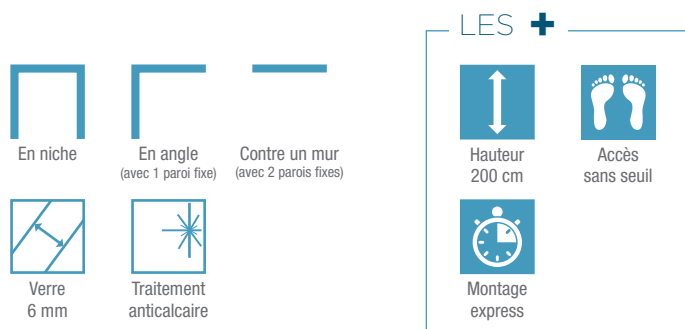 LES +
En niche
En angle
(avec 1 paroi fixe)
Contre un mur
(avec 2 parois fixes)
Hauteur
200 cm
Accès
sans seuil
Verre
6 mm
Traitement
anticalcaire
Montage
express